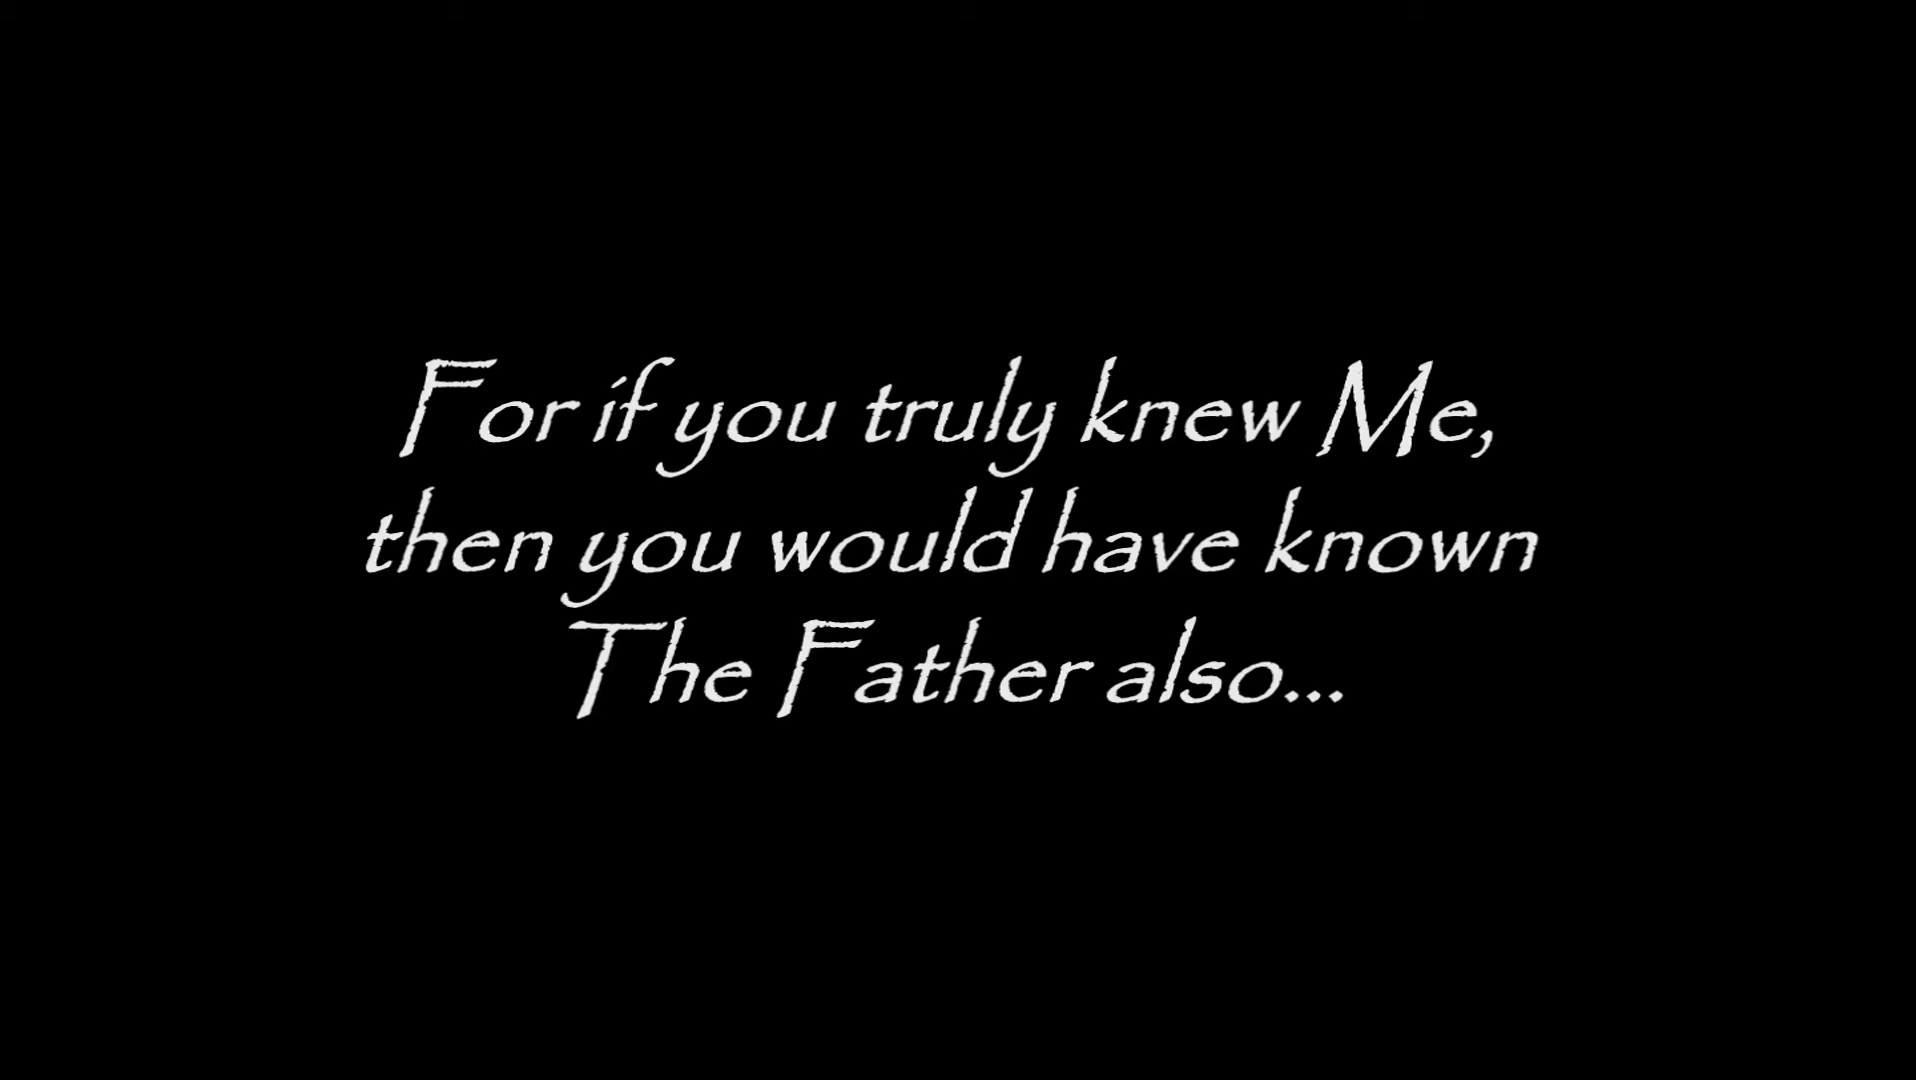 For if you truly knew Me,
then you would have known
The Father also...